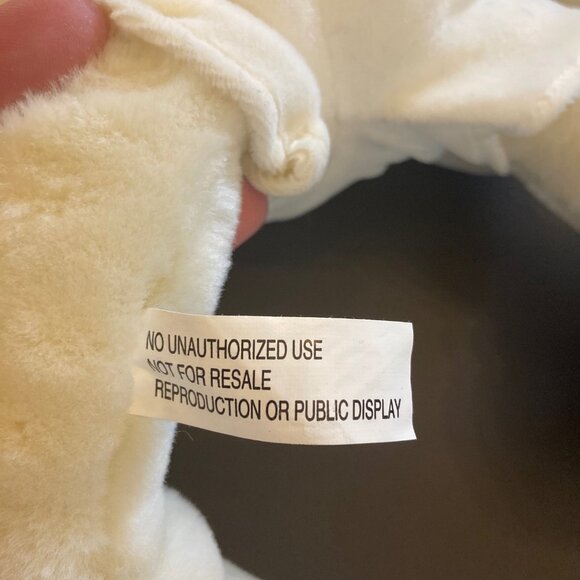 NO UNAUTHORIZED USE
NOT FOR RESALE
REPRODUCTION OR PUBLIC DISPLAY